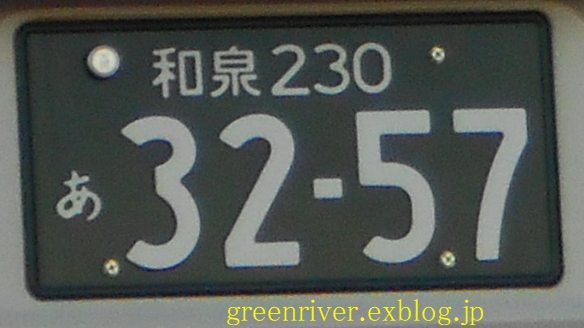 和泉230
あ 32-57
greenriver.exblog.jp